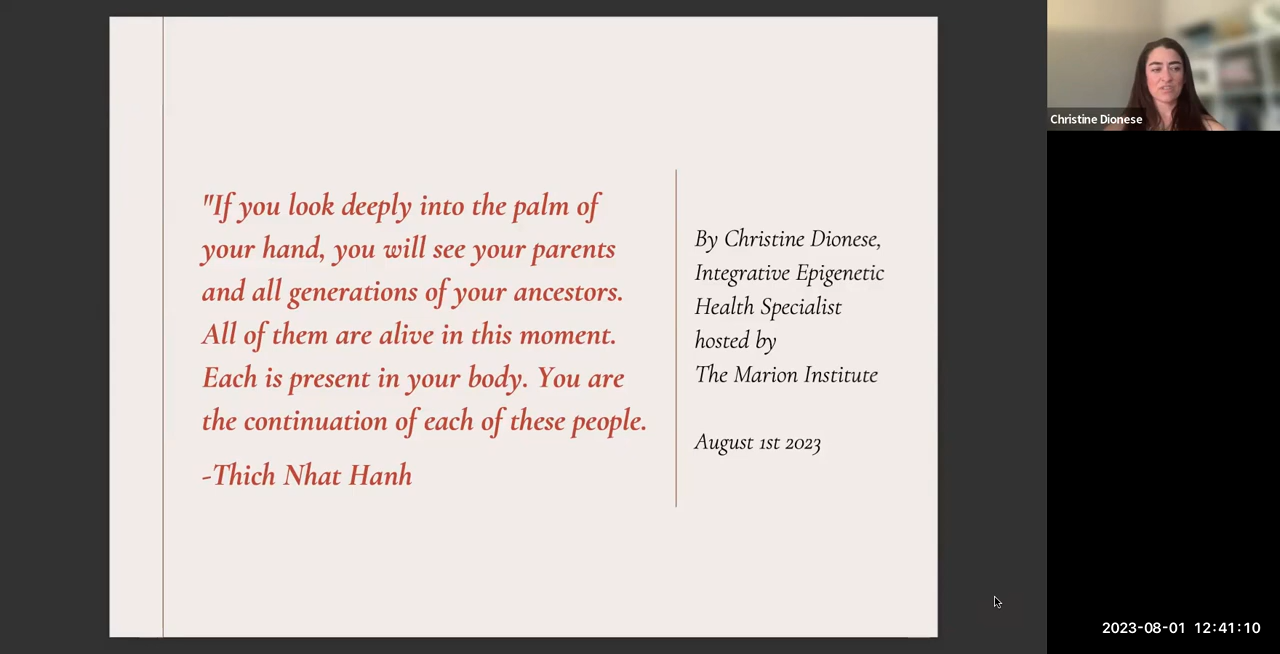 "If you look deeply into the palm of
your hand, you will see your parents
and all generations of your ancestors.
All of them are alive in this moment.
Each is present in your body. You are
the continuation of each of these people.
-Thich Nhat Hanh
By Christine Dionese,
Integrative Epigenetic
Health Specialist
hosted by
The Marion Institute
August 1st 2023
Christine Dionese
2023-08-01 12:41:10